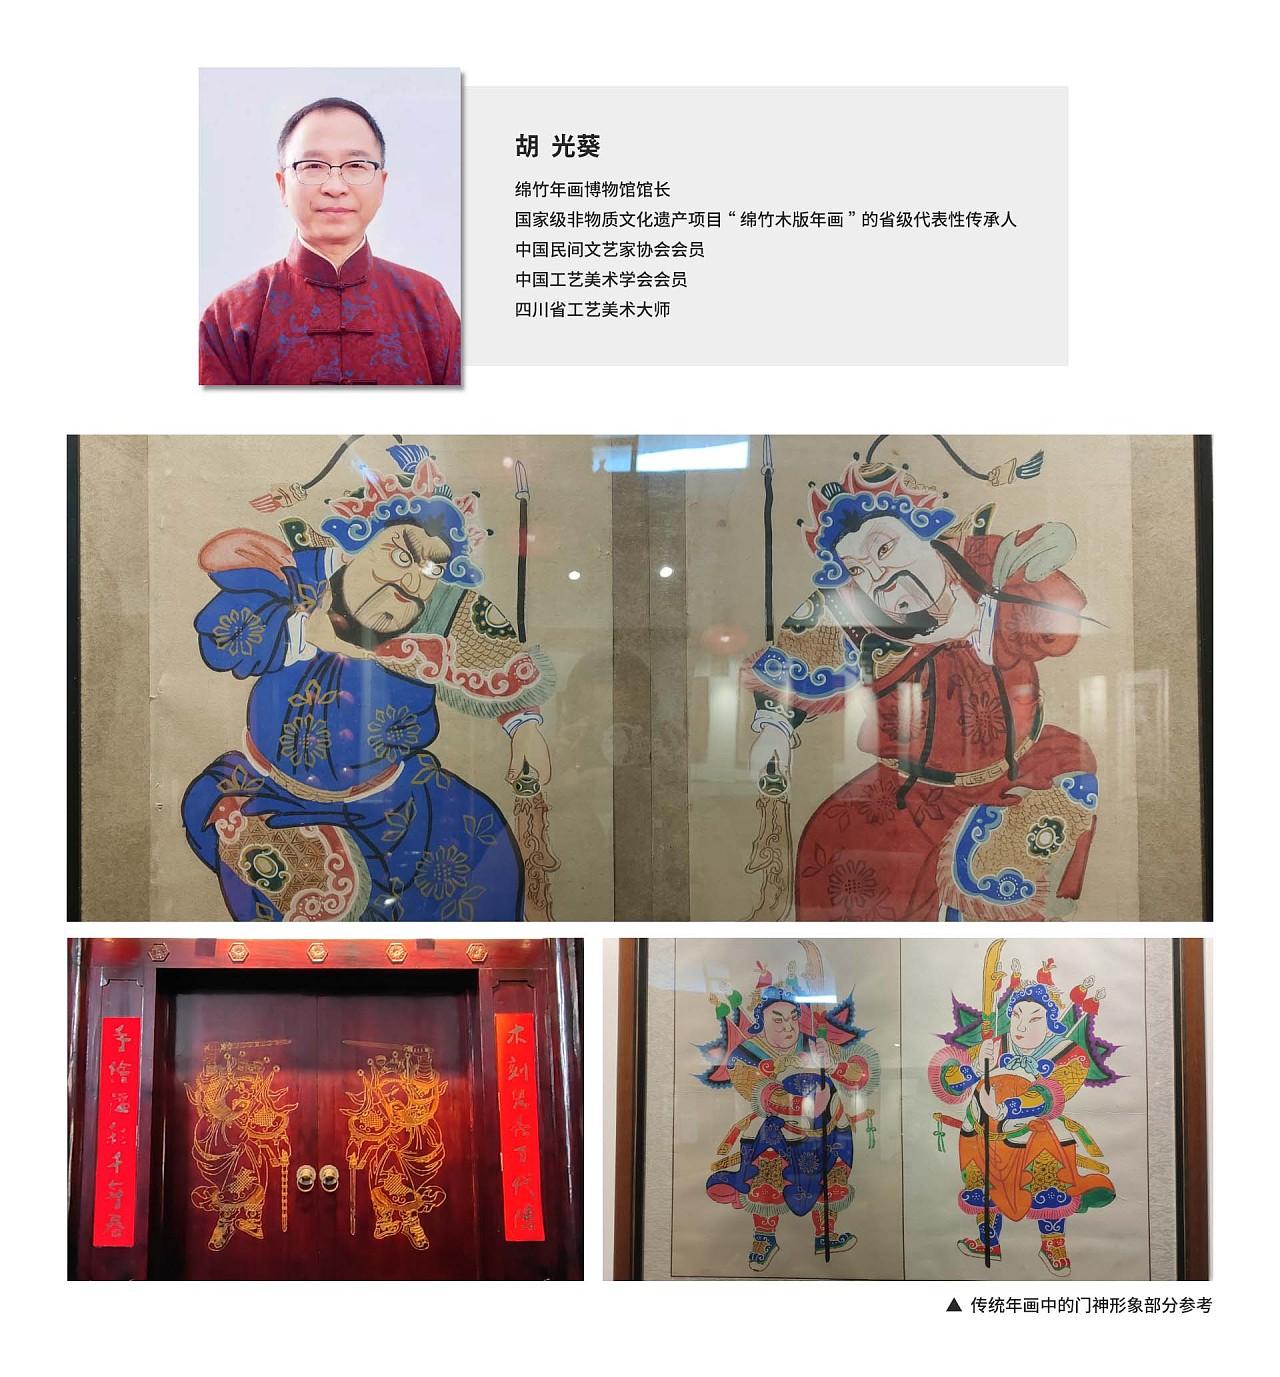 胡 光葵
绵竹年画博物馆馆长
国家级非物质文化遗产项目“绵竹木版年画”的省级代表性传承人
中国民间文艺家协会会员
中国工艺美术学会会员
四川省工艺美术大师
手繪溢彩千年春
木刻
百代傳
▲ 传统年画中的门神形象部分参考